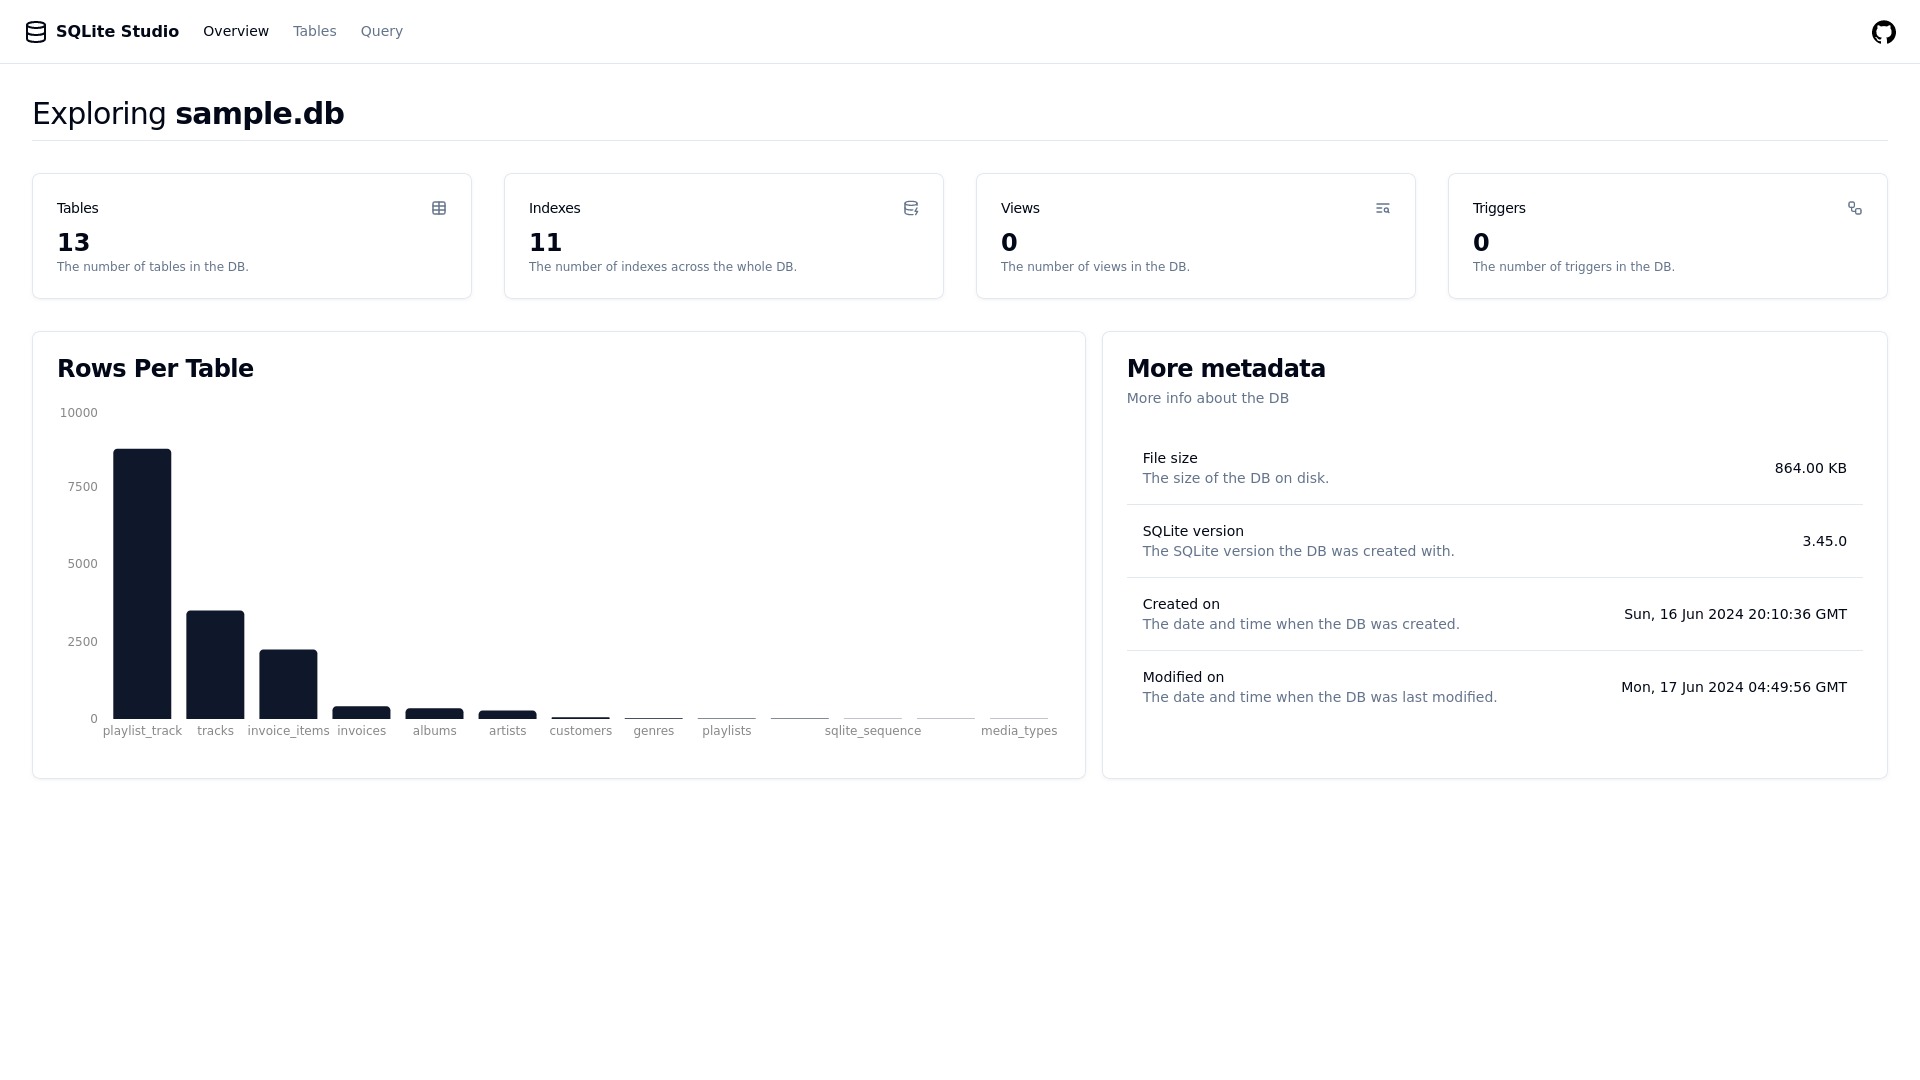 SQLite Studio Overview Tables Query
Exploring sample.db
Tables
13
The number of tables in the DB.
Indexes
11
The number of indexes across the whole DB.
Views
0
The number of views in the DB.
Triggers
0
The number of triggers in the DB.
Rows Per Table
10000
7500
5000
2500
0
playlist_track tracks invoice_items invoices albums artists customers genres playlists sqlite_sequence media_types
More metadata
More info about the DB
File size
The size of the DB on disk.
864.00 KB
SQLite version
The SQLite version the DB was created with.
3.45.0
Created on
The date and time when the DB was created.
Sun, 16 Jun 2024 20:10:36 GMT
Modified on
The date and time when the DB was last modified.
Mon, 17 Jun 2024 04:49:56 GMT